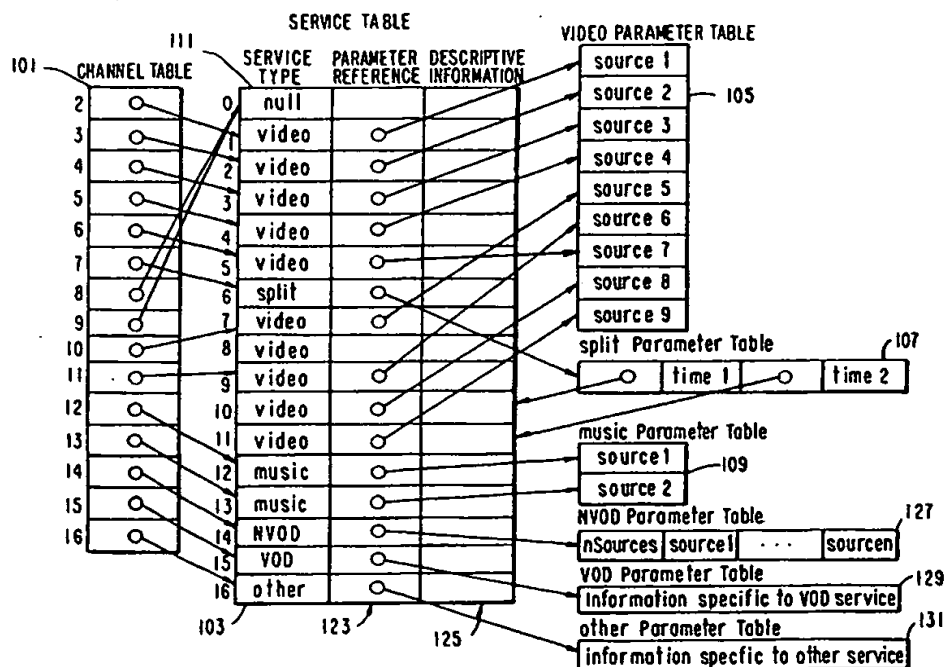 SERVICE TABLE
111
101
CHANNEL TABLE
2
3
4
5
6
7
8
9
10
11
12
13
14
15
16
SERVICE TYPE
PARAMETER REFERENCE
DESCRIPTIVE INFORMATION
0 null
1 video
2 video
3 video
4 video
5 video
6 split
7 video
8 video
9 video
10 video
11 video
12 music
13 music
14 NVOD
15 VOD
16 other
103
123
125
VIDEO PARAMETER TABLE
source 1
source 2
source 3
source 4
source 5
source 6
source 7
source 8
source 9
105
split Parameter Table
107
time 1
time 2
music Parameter Table
source 1
source 2
109
NVOD Parameter Table
127
nSources source1 ... sourcen
VOD Parameter Table
129
Information specific to VOD service
other Parameter Table
131
information specfic to other service